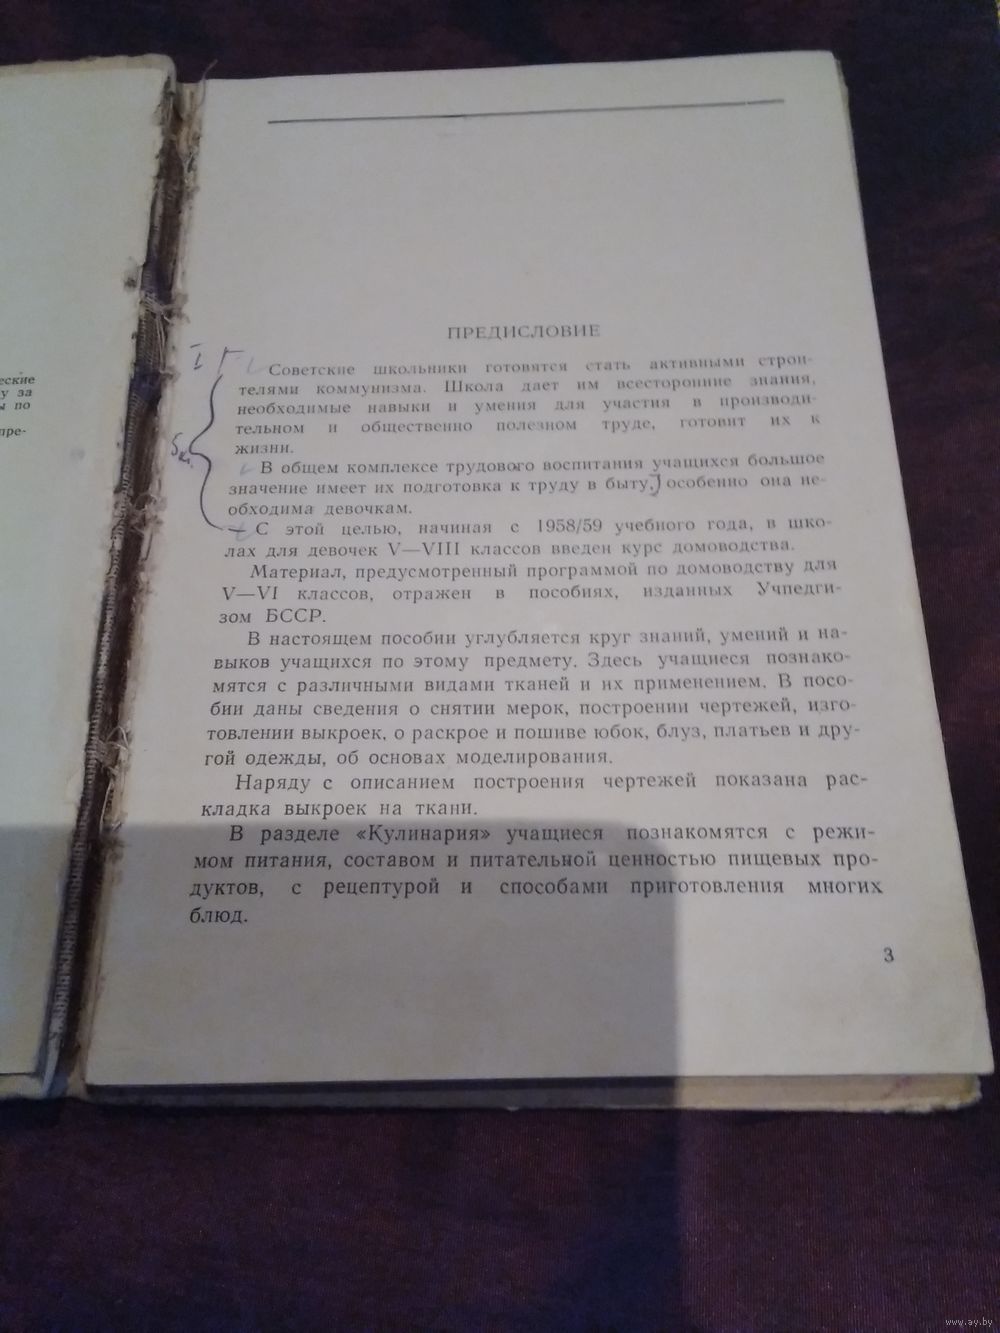 еские
у за
ы по
пре-
ПРЕДИСЛОВИЕ
Советские школьники готовятся стать активными строи-
телями коммунизма. Школа дает им всесторонние знания,
необходимые навыки и умения для участия в производи-
тельном и общественно полезном труде, готовит их к
жизни.
В общем комплексе трудового воспитания учащихся большое
значение имеет их подготовка к труду в быту, особенно она не-
обходима девочкам.
С этой целью, начиная с 1958/59 учебного года, в шко-
лах для девочек V—VIII классов введен курс домоводства.
Материал, предусмотренный программой по домоводству для
V—VI классов, отражен в пособиях, изданных Учпедги-
зом БССР.
В настоящем пособии углубляется круг знаний, умений и на-
выков учащихся по этому предмету. Здесь учащиеся познако-
мятся с различными видами тканей и их применением. В посо-
бии даны сведения о снятии мерок, построении чертежей, изго-
товлении выкроек, о раскрое и пошиве юбок, блуз, платьев и дру-
гой одежды, об основах моделирования.
Наряду с описанием построения чертежей показана рас-
кладка выкроек на ткани.
В разделе «Кулинария» учащиеся познакомятся с режи-
мом питания, составом и питательной ценностью пищевых про-
дуктов, с рецептурой и способами приготовления многих
блюд.
3
www.ay.by